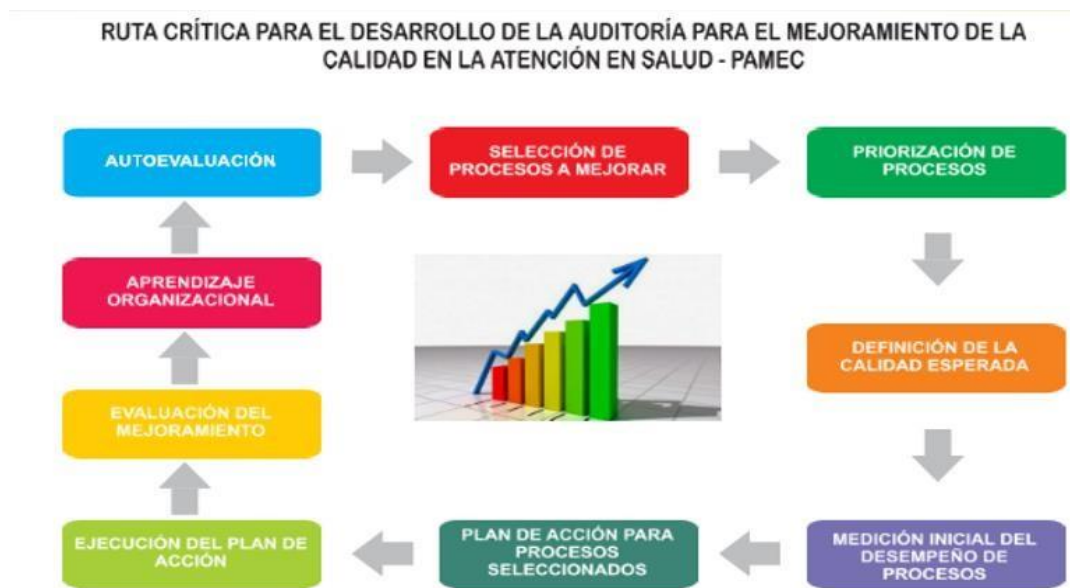 RUTA CRÍTICA PARA EL DESARROLLO DE LA AUDITORÍA PARA EL MEJORAMIENTO DE LA
CALIDAD EN LA ATENCIÓN EN SALUD - PAMEC
AUTOEVALUACIÓN
SELECCIÓN DE
PROCESOS A MEJORAR
PRIORIZACIÓN DE
PROCESOS
DEFINICIÓN DE LA
CALIDAD ESPERADA
MEDICIÓN INICIAL DEL
DESEMPEÑO DE
PROCESOS
PLAN DE ACCIÓN PARA
PROCESOS
SELECCIONADOS
EJECUCIÓN DEL PLAN DE
ACCIÓN
EVALUACIÓN DEL
MEJORAMIENTO
APRENDIZAJE
ORGANIZACIONAL